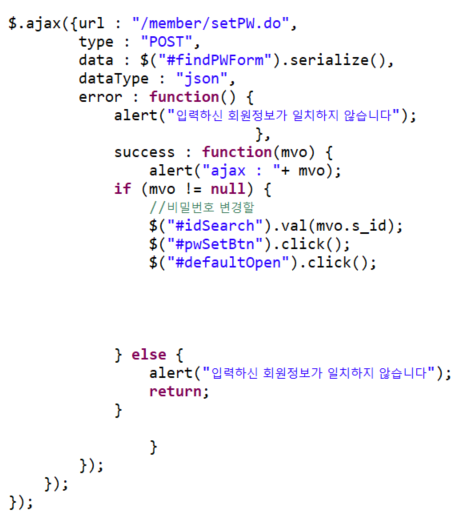 $.ajax({url : "/member/setPW.do",
type : "POST",
data : $("#findPWForm").serialize(),
dataType : "json",
error : function() {
alert("입력하신 회원정보가 일치하지 않습니다");
},
success : function(mvo) {
alert("ajax : "+ mvo);
if (mvo != null) {
//비밀번호 변경할
$("#idSearch").val(mvo.s_id);
$("#pwSetBtn").click();
$("#defaultOpen").click();
} else {
alert("입력하신 회원정보가 일치하지 않습니다");
return;
}
}
});
});
});